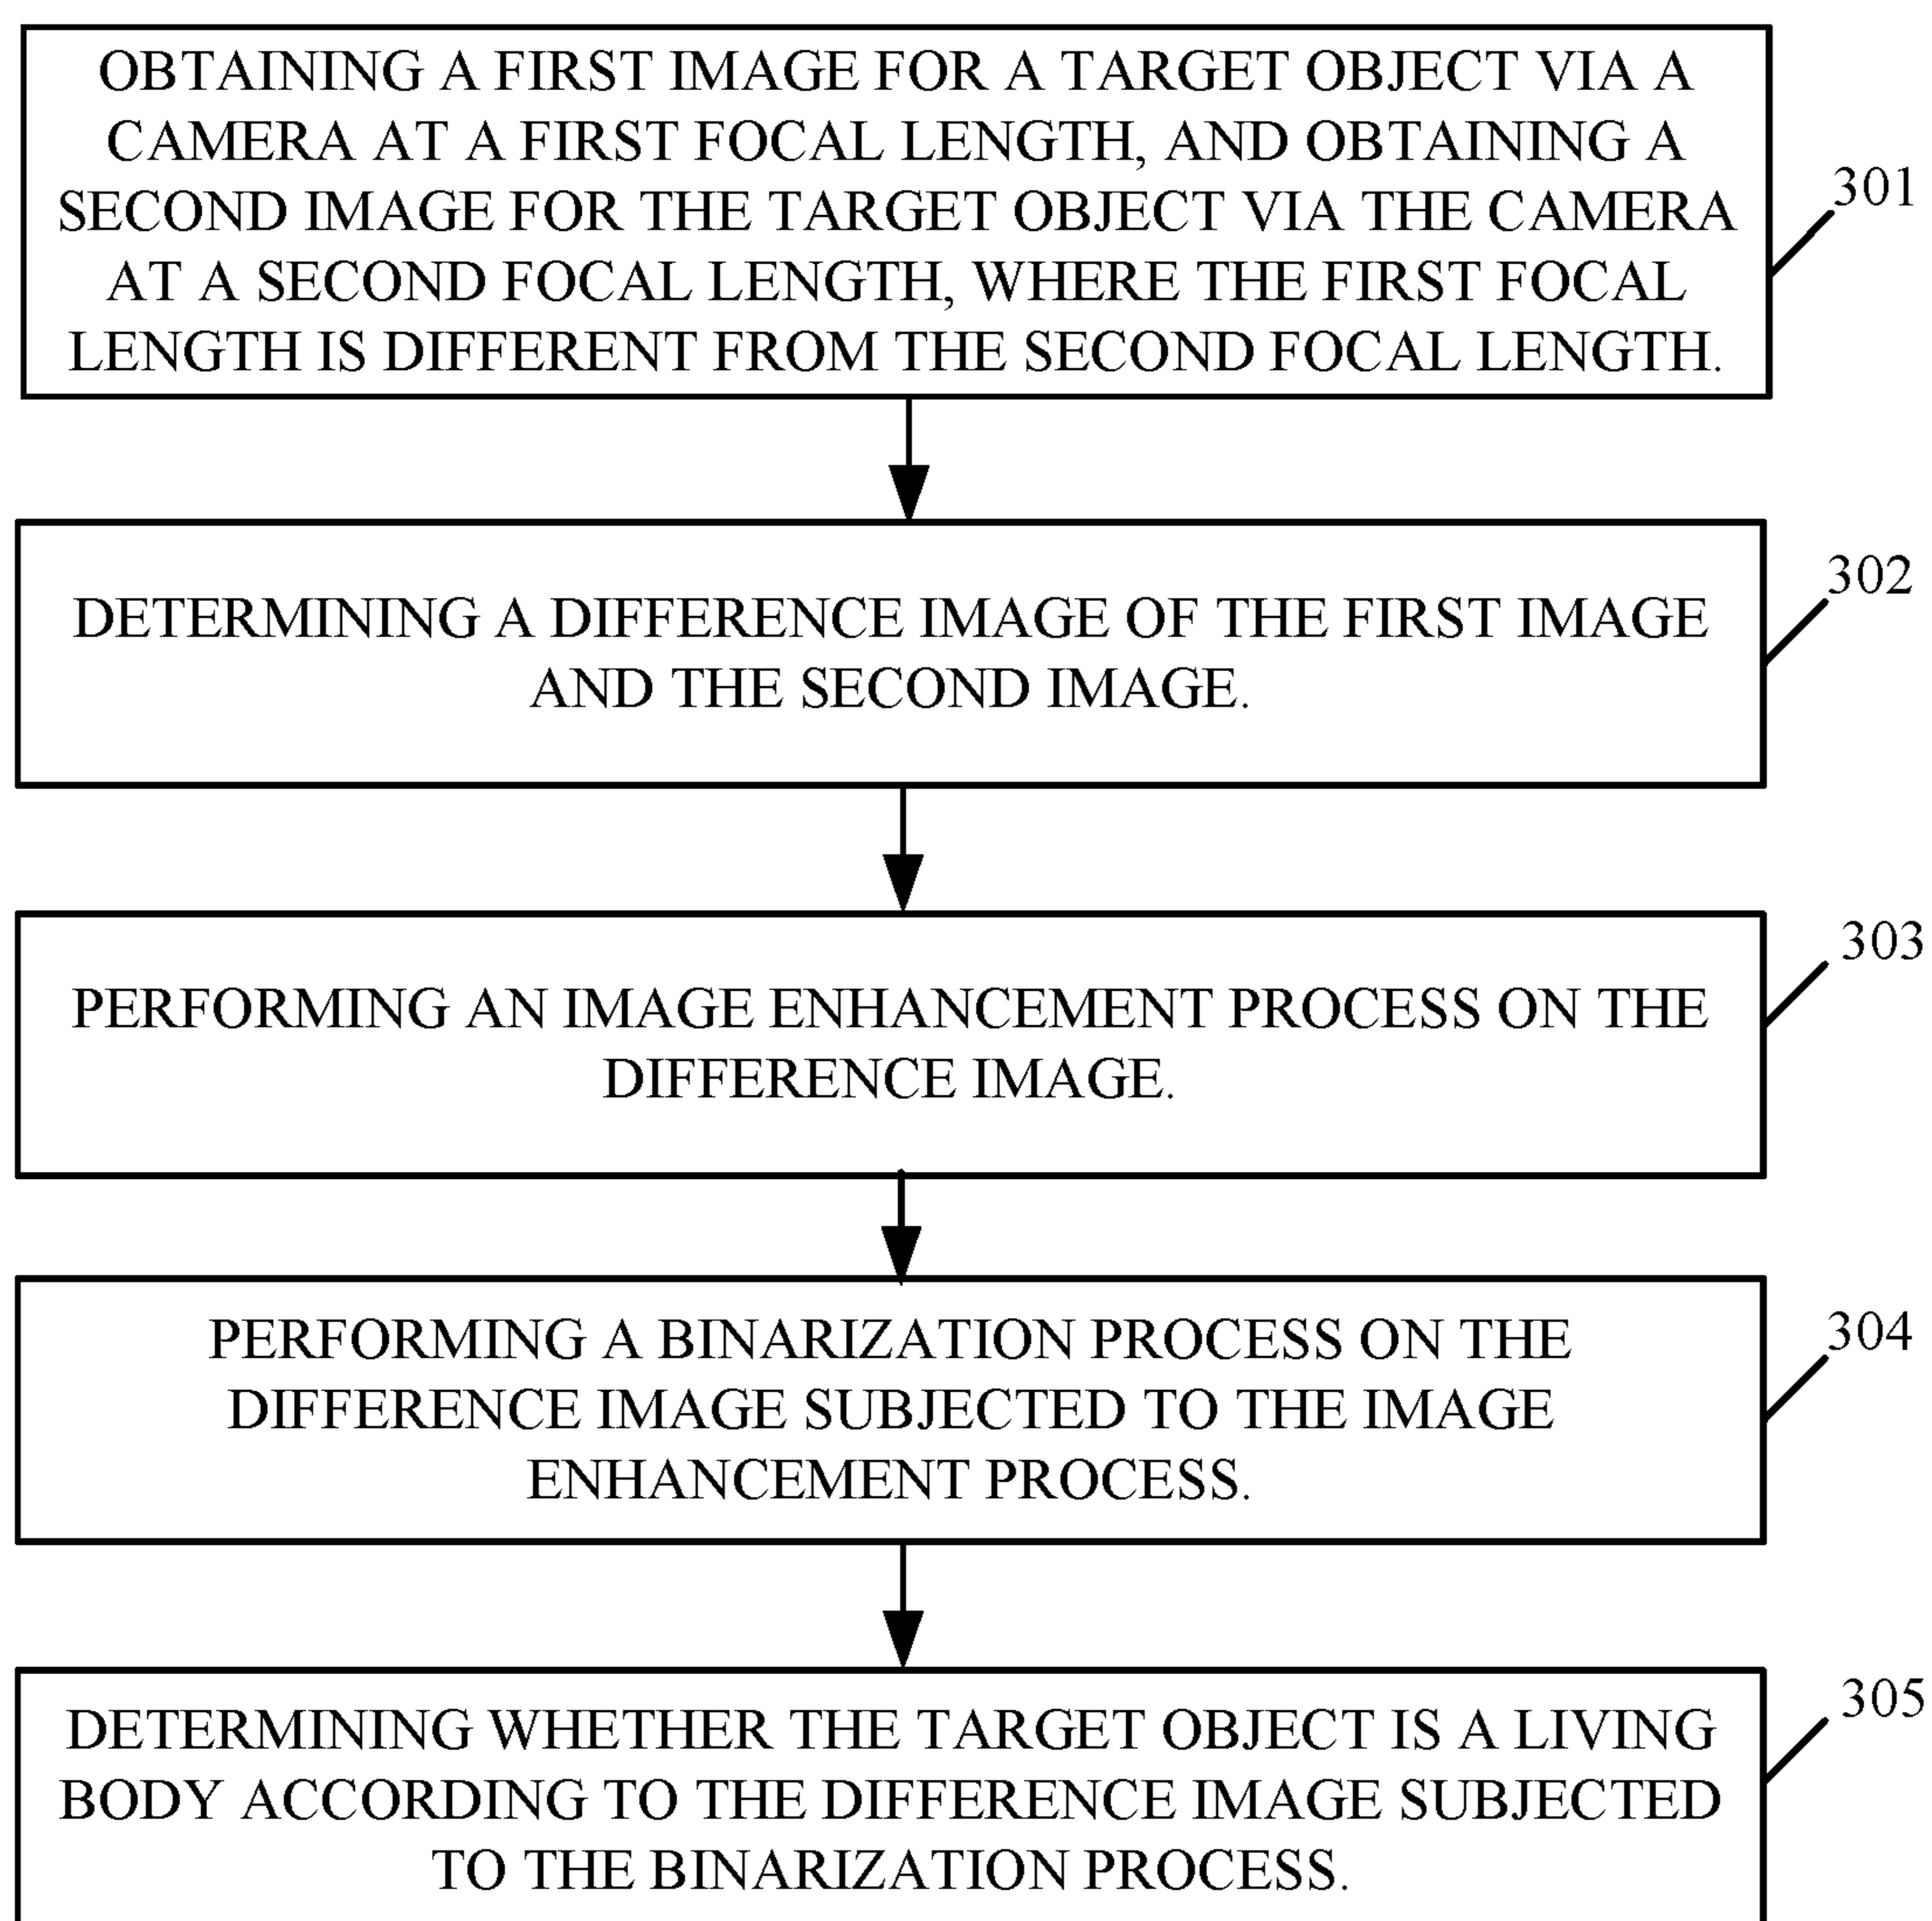 OBTAINING A FIRST IMAGE FOR A TARGET OBJECT VIA A
CAMERA AT A FIRST FOCAL LENGTH, AND OBTAINING A
SECOND IMAGE FOR THE TARGET OBJECT VIA THE CAMERA
AT A SECOND FOCAL LENGTH, WHERE THE FIRST FOCAL
LENGTH IS DIFFERENT FROM THE SECOND FOCAL LENGTH.
301
DETERMINING A DIFFERENCE IMAGE OF THE FIRST IMAGE
AND THE SECOND IMAGE.
302
PERFORMING AN IMAGE ENHANCEMENT PROCESS ON THE
DIFFERENCE IMAGE.
303
PERFORMING A BINARIZATION PROCESS ON THE
DIFFERENCE IMAGE SUBJECTED TO THE IMAGE
ENHANCEMENT PROCESS.
304
DETERMINING WHETHER THE TARGET OBJECT IS A LIVING
BODY ACCORDING TO THE DIFFERENCE IMAGE SUBJECTED
TO THE BINARIZATION PROCESS.
305